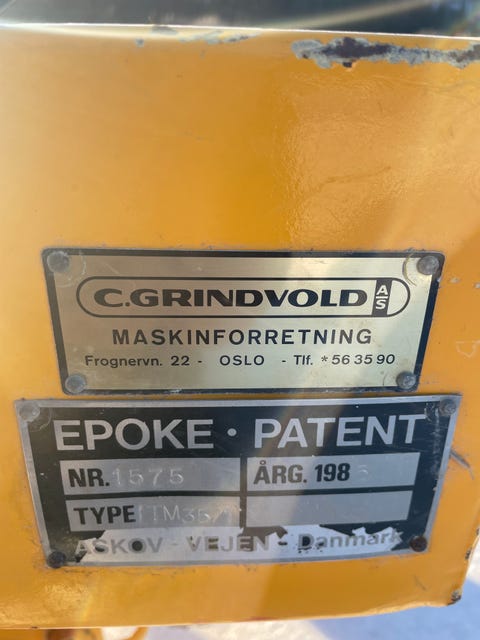 C.GRINDVOLD A/S
MASKINFORRETNING
Frognervn. 22 - OSLO - Tlf. *56 35 90
EPOKE · PATENT
NR. 1575 ÅRG. 198
TYPE
ASKOV - VEJEN - Danmark